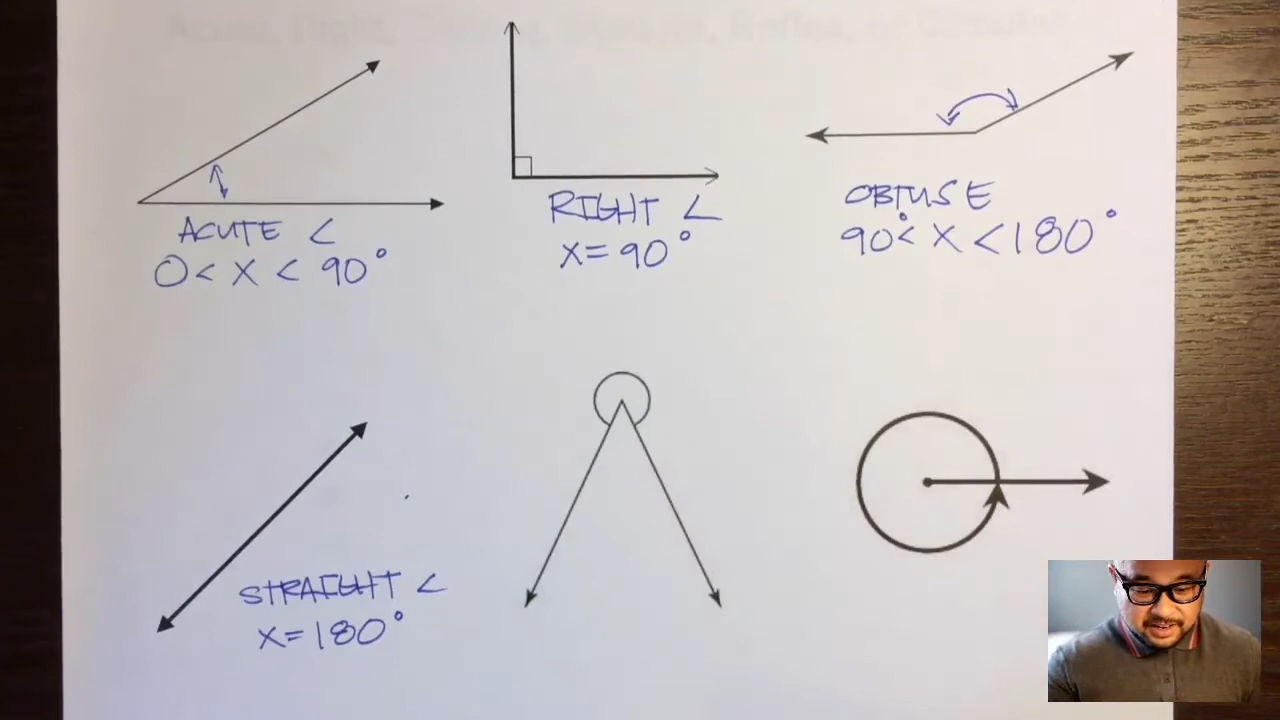 ACUTE <
0 < X < 90°
RIGHT <
X = 90°
OBTUSE
90° < X < 180°
STRAIGHT <
X = 180°